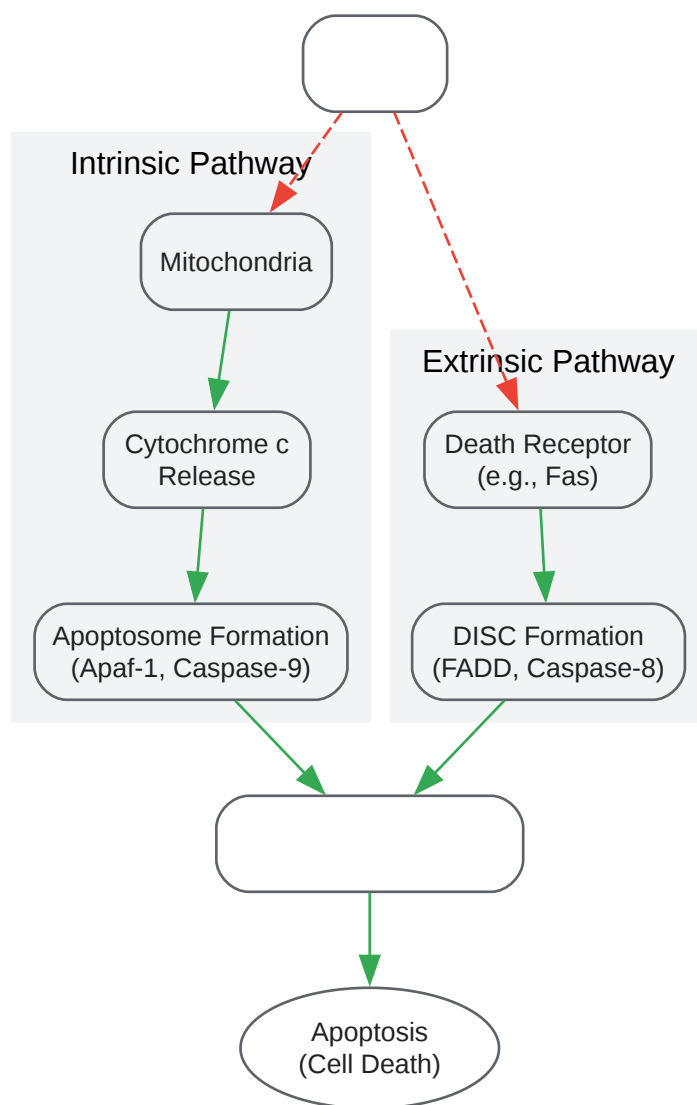 Intrinsic Pathway
Mitochondria
Extrinsic Pathway
Cytochrome c
Release
Death Receptor
(e.g., Fas)
Apoptosome Formation
(Apaf-1, Caspase-9)
DISC Formation
(FADD, Caspase-8)
Apoptosis
(Cell Death)